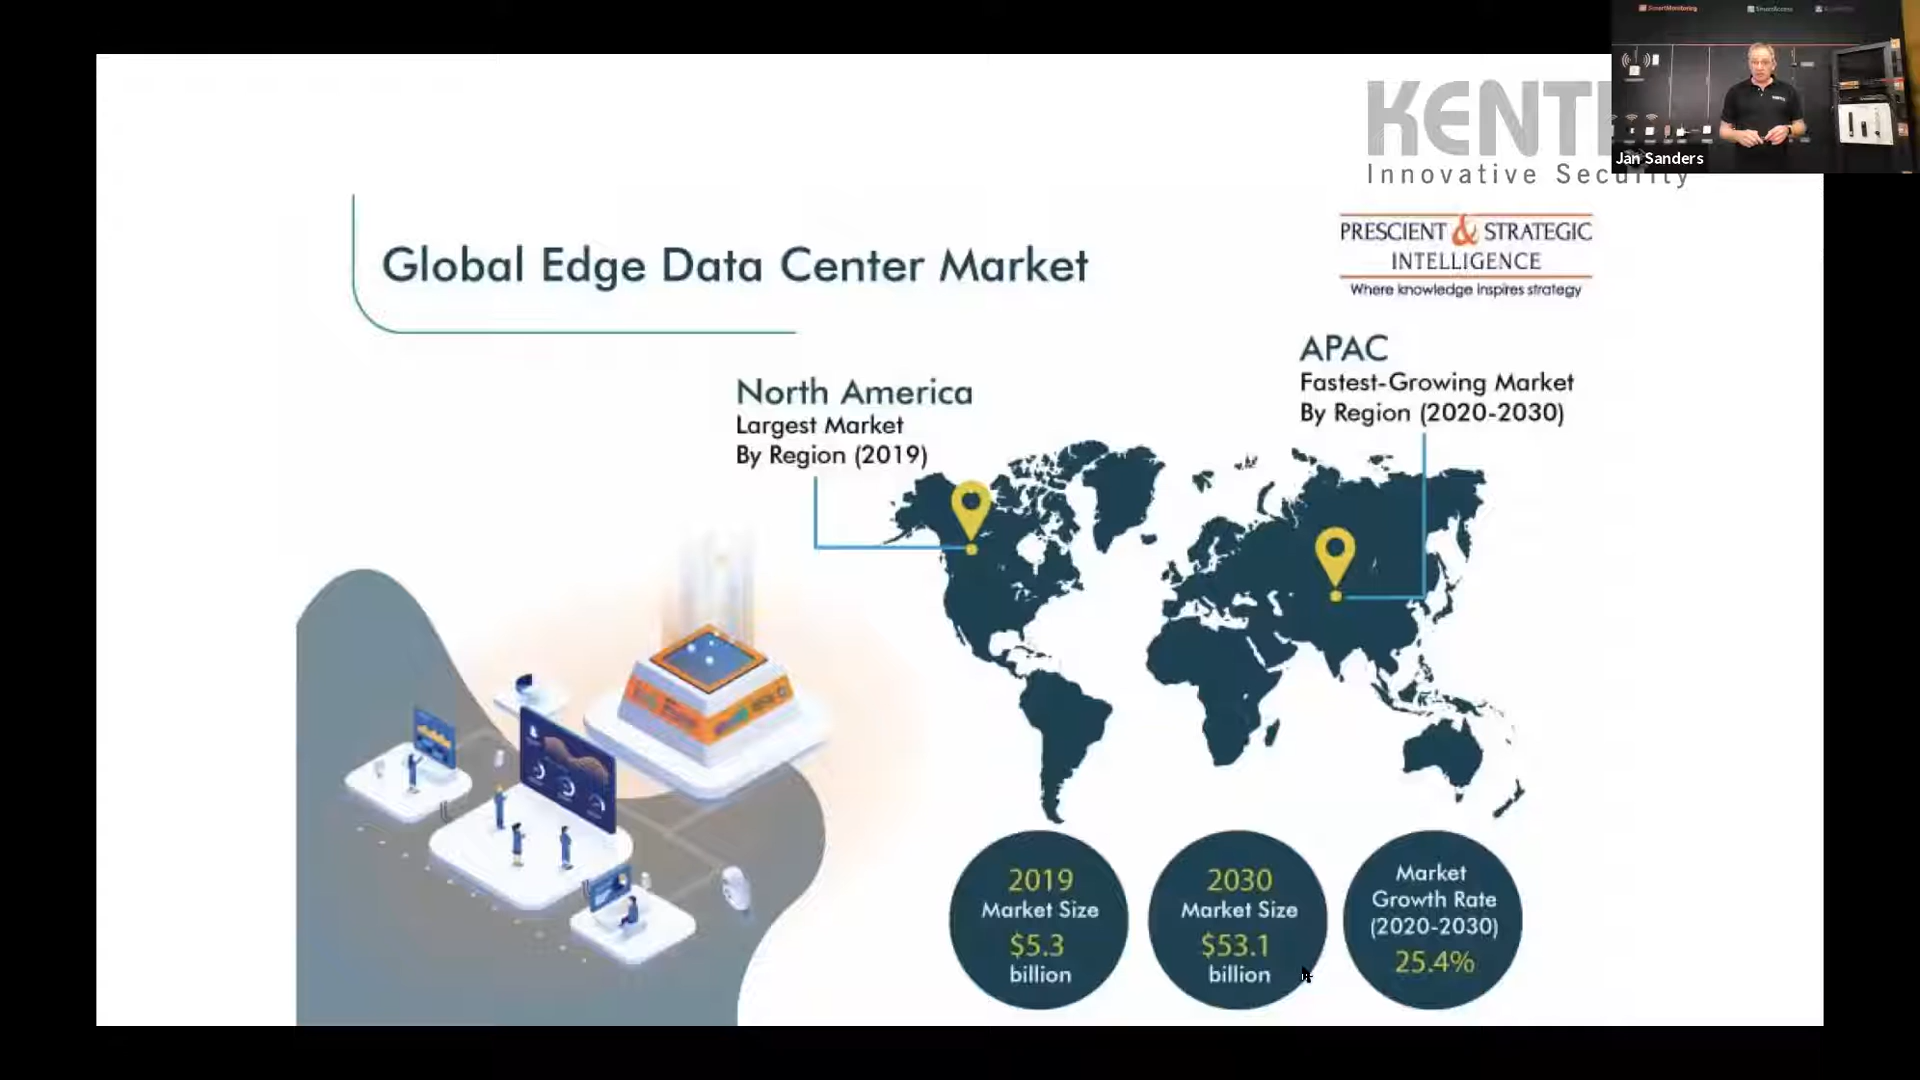 SmartMonitoring
SmartAccess
KENT
Innovative Security
Jan Sanders
PRESCIENT & STRATEGIC
INTELLIGENCE
Where knowledge inspires strategy
Global Edge Data Center Market
APAC
Fastest-Growing Market
By Region (2020-2030)
North America
Largest Market
By Region (2019)
2019
Market Size
$5.3
billion
2030
Market Size
$53.1
billion
Market
Growth Rate
(2020-2030)
25.4%